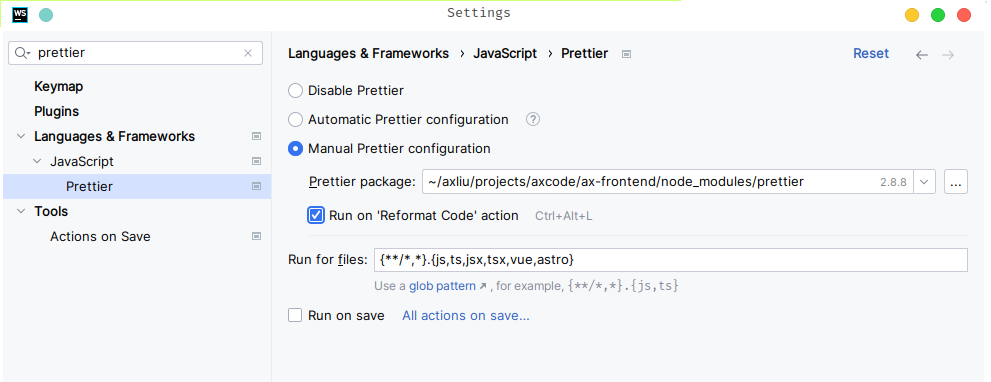 WS
Settings
prettier
Keymap
Plugins
Languages & Frameworks
JavaScript
Prettier
Tools
Actions on Save
Languages & Frameworks › JavaScript › Prettier
Reset
Disable Prettier
Automatic Prettier configuration ?
Manual Prettier configuration
Prettier package: ~/axliu/projects/axcode/ax-frontend/node_modules/prettier 2.8.8 ...
Run on 'Reformat Code' action Ctrl+Alt+L
Run for files: {**/*,*}.{js,ts,jsx,tsx,vue,astro}
Use a glob pattern ↗ , for example, {**/*,*}.{js,ts}
Run on save All actions on save...